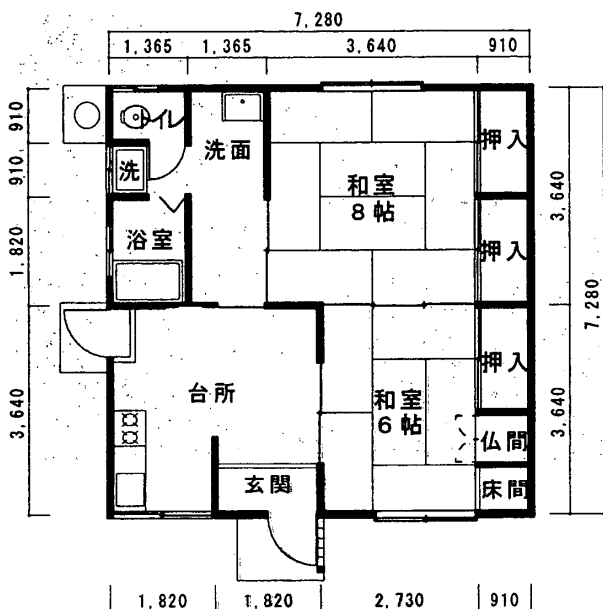 7,280
1,365
1,365
3,640
910
910
910
1,820
3,640
トイレ
洗面
洗
浴室
和室
8帖
押入
押入
押入
台所
和室
6帖
仏間
床間
玄関
3,640
3,640
7,280
1,820
1,820
2,730
910